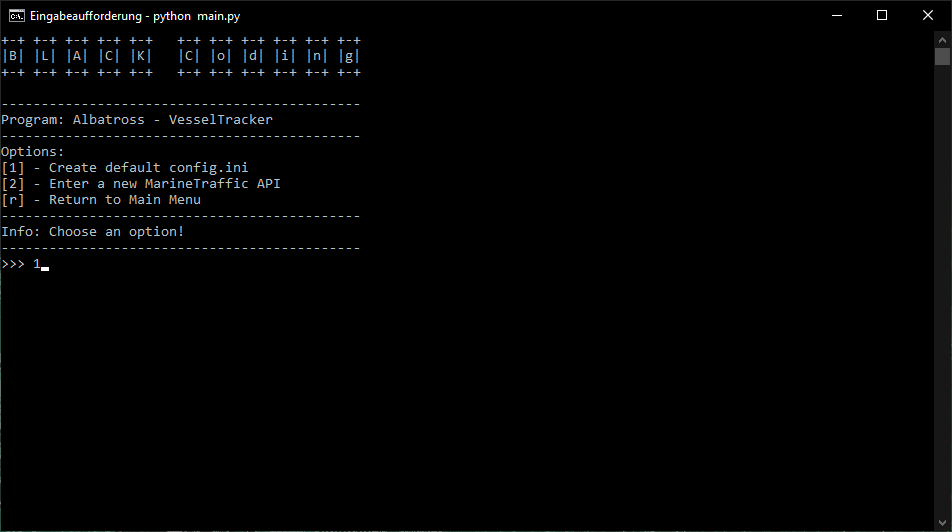 Eingabeaufforderung - python  main.py
+-+ +-+ +-+ +-+ +-+   +-+ +-+ +-+ +-+ +-+ +-+
|B| |L| |A| |C| |K|   |C| |o| |d| |i| |n| |g|
+-+ +-+ +-+ +-+ +-+   +-+ +-+ +-+ +-+ +-+ +-+
---------------------------------------------
Program: Albatross - VesselTracker
---------------------------------------------
Options:
[1] - Create default config.ini
[2] - Enter a new MarineTraffic API
[r] - Return to Main Menu
---------------------------------------------
Info: Choose an option!
---------------------------------------------
>>> 1